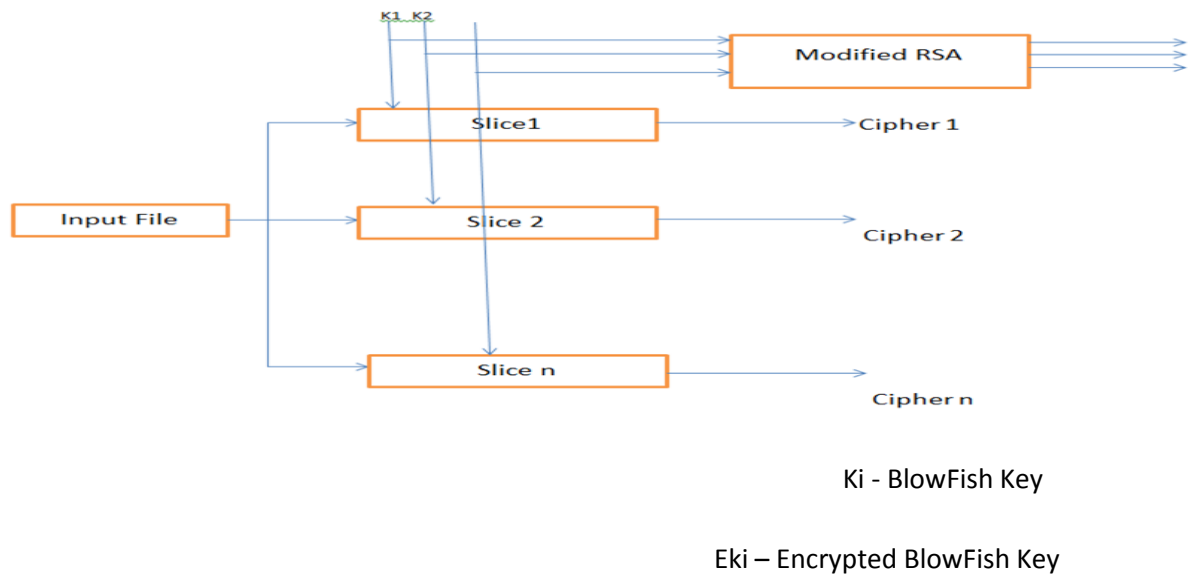 K1 K2
Modified RSA
Slice1
Cipher 1
Input File
Slice 2
Cipher 2
Slice n
Cipher n
Ki - BlowFish Key
Eki – Encrypted BlowFish Key